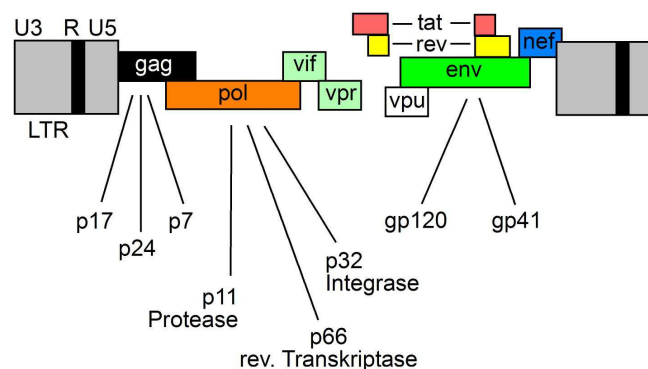 U3 R U5
LTR
gag
pol
vif
vpr
tat
rev
nef
env
vpu
p17
p24
p7
p11
Protease
p66
rev. Transkriptase
p32
Integrase
gp120
gp41